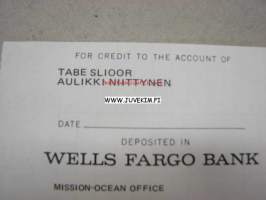 FOR CREDIT TO THE ACCOUNT OF
TABE SLIOOR
AULIKKI NIITTYNEN
WWW.JUVEKIM.FI
DATE
DEPOSITED IN
WELLS FARGO BANK
MISSION-OCEAN OFFICE